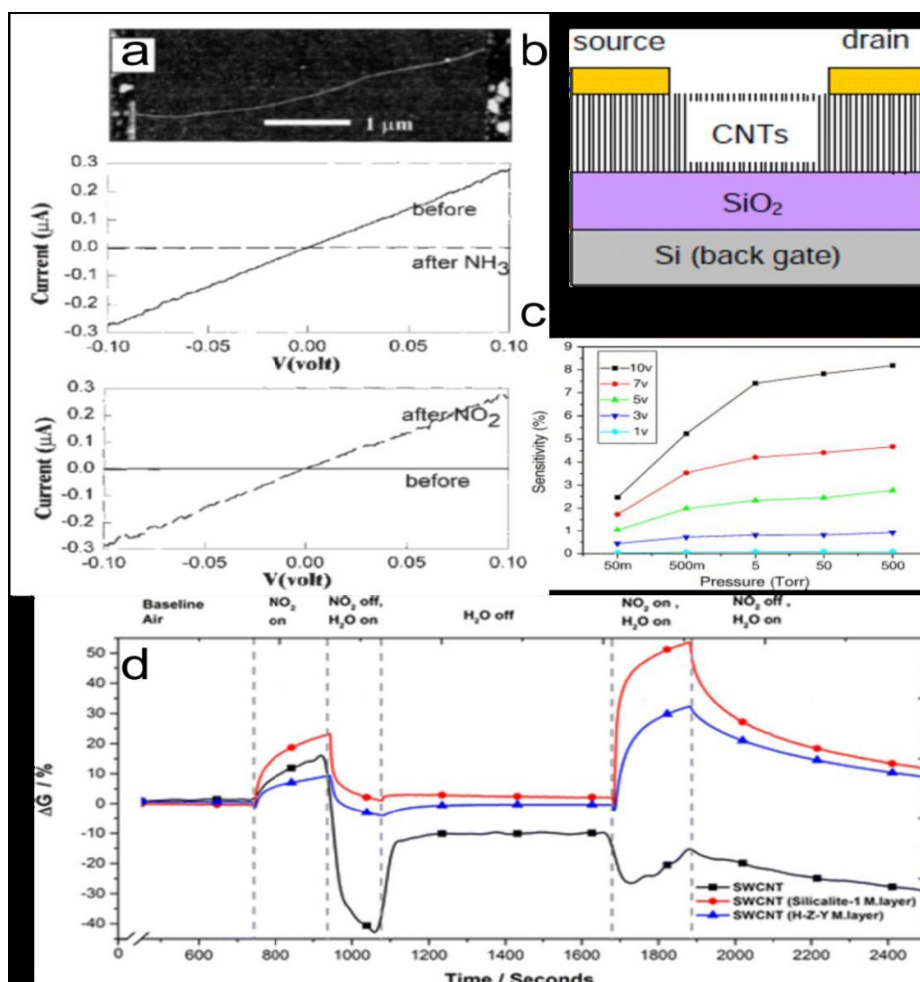 a
1 µm
0.3
0.2
0.1
0.0
-0.1
-0.2
-0.3
Current (µA)
before
after NH3
-0.10
-0.05
0.00
0.05
0.10
V(volt)
0.3
0.2
0.1
0.0
-0.1
-0.2
-0.3
Current (µA)
after NO2
before
-0.10
-0.05
0.00
0.05
0.10
V(volt)
b
source
drain
CNTs
SiO2
Si (back gate)
c
9
8
7
6
5
4
3
2
1
0
Sensitivity (%)
10v
7v
5v
3v
1v
50m
500m
5
50
500
Pressure (Torr)
d
Baseline
Air
NO2
on
NO2 off,
H2O on
H2O off
NO2 on ,
H2O on
NO2 off ,
H2O on
50
40
30
20
10
0
-10
-20
-30
-40
ΔG / %
SWCNT
SWCNT (Silicalite-1 M.layer)
SWCNT (H-Z-Y M.layer)
0
600
800
1000
1200
1400
1600
1800
2000
2200
2400
Time / Seconds